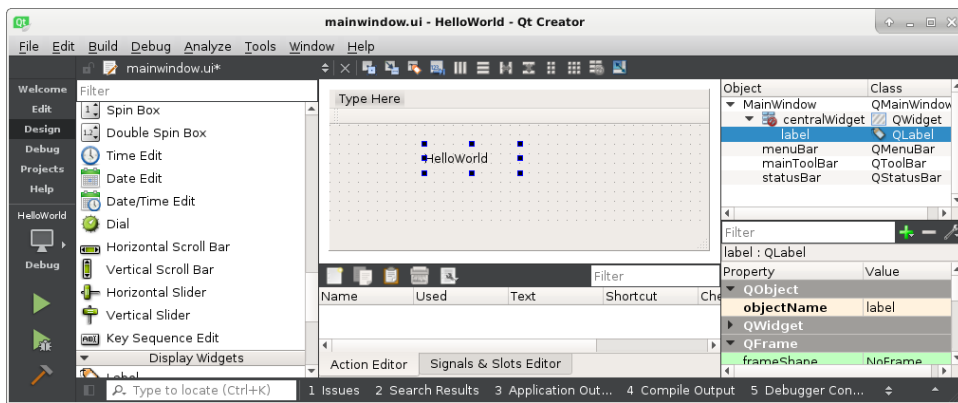 Qt
mainwindow.ui - HelloWorld - Qt Creator
File Edit Build Debug Analyze Tools Window Help
mainwindow.ui*
Welcome
Edit
Design
Debug
Projects
Help
HelloWorld
Debug
Filter
Spin Box
Double Spin Box
Time Edit
Date Edit
Date/Time Edit
Dial
Horizontal Scroll Bar
Vertical Scroll Bar
Horizontal Slider
Vertical Slider
Key Sequence Edit
Display Widgets
Label
Type Here
HelloWorld
Filter
Name Used Text Shortcut Che
Action Editor Signals & Slots Editor
Object Class
MainWindow QMainWindow
centralWidget QWidget
label QLabel
menuBar QMenuBar
mainToolBar QToolBar
statusBar QStatusBar
Filter
label : QLabel
Property Value
QObject
objectName label
QWidget
QFrame
frameShape NoFrame
Type to locate (Ctrl+K) 1 Issues 2 Search Results 3 Application Out... 4 Compile Output 5 Debugger Con...